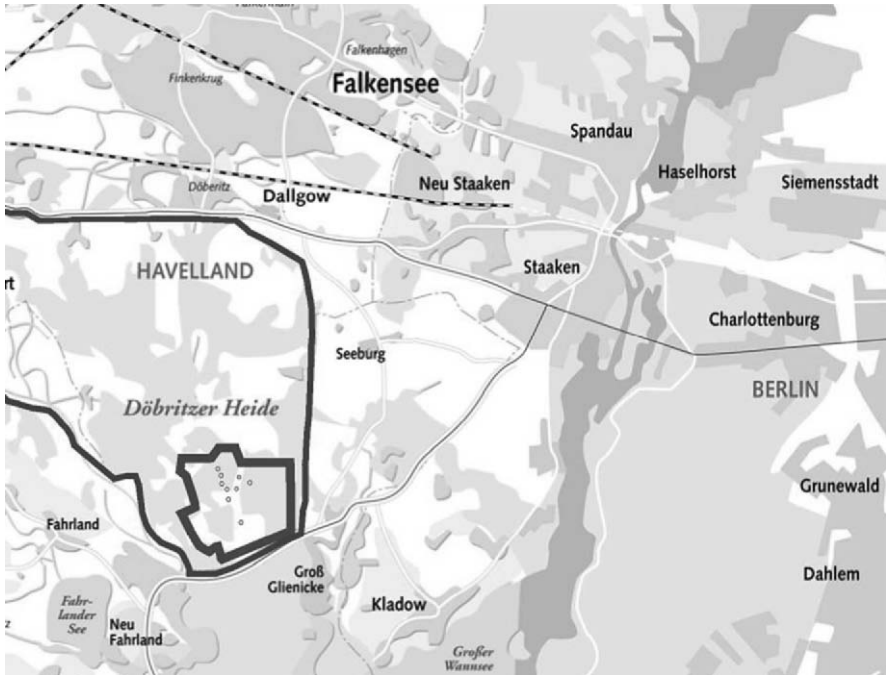 Falkenhagen
Finkenkrug
Falkensee
Spandau
Haselhorst
Siemensstadt
Neu Staaken
Döberitz
Dallgow
HAVELLAND
Staaken
rt
Charlottenburg
Seeburg
BERLIN
Döbritzer Heide
Grunewald
Fahrland
Groß
Glienicke
Dahlem
Fahr-
lander
See
Neu
Fahrland
Kladow
z
Großer
Wannsee